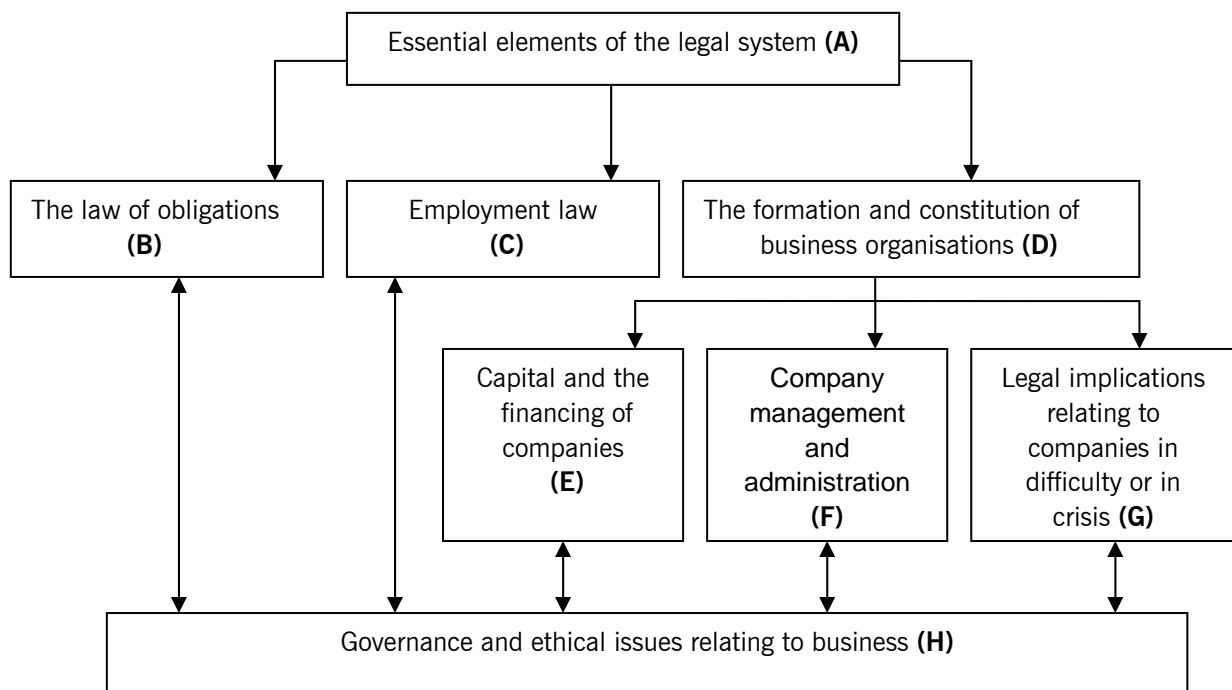 Essential elements of the legal system (A)
The law of obligations
(B)
Employment law
(C)
The formation and constitution of
business organisations (D)
Capital and the
financing of
companies
(E)
Company
management
and
administration
(F)
Legal implications
relating to
companies in
difficulty or in
crisis (G)
Governance and ethical issues relating to business (H)